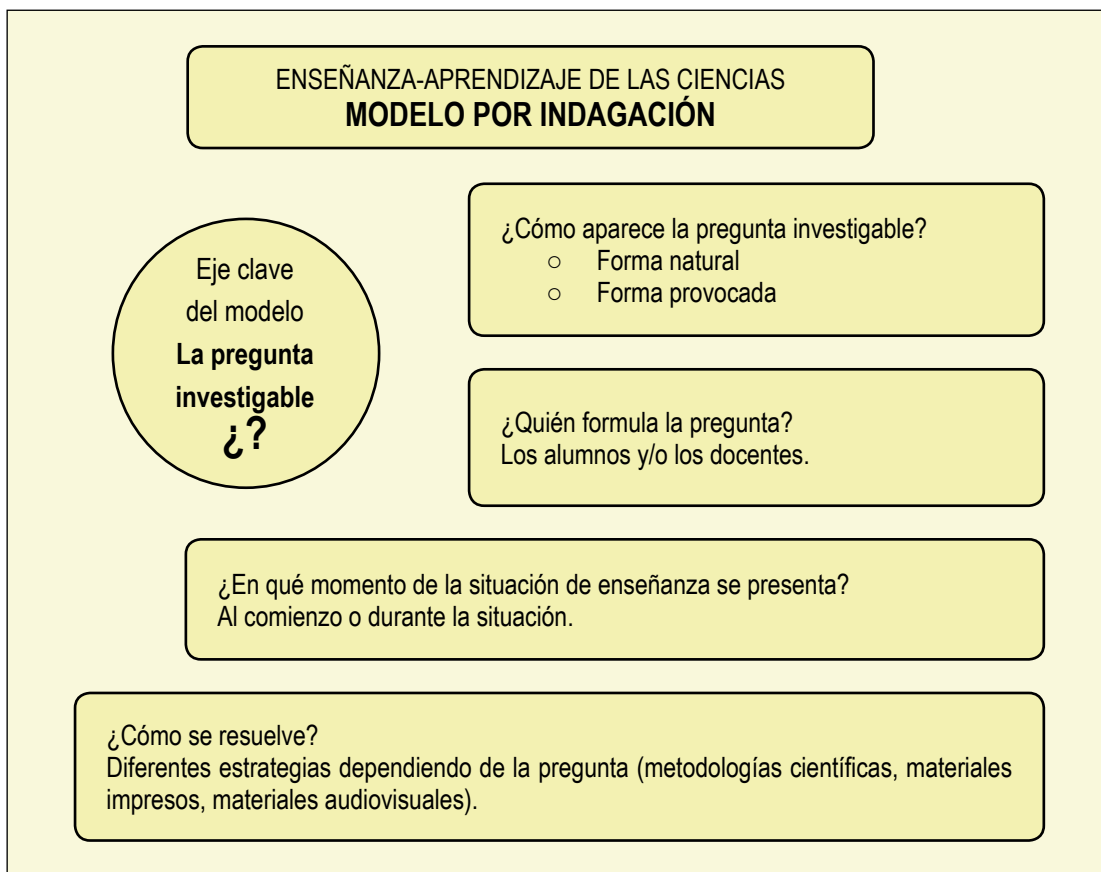 ENSEÑANZA-APRENDIZAJE DE LAS CIENCIAS
MODELO POR INDAGACIÓN
Eje clave
del modelo
La pregunta
investigable
¿?
¿Cómo aparece la pregunta investigable?
○ Forma natural
○ Forma provocada
¿Quién formula la pregunta?
Los alumnos y/o los docentes.
¿En qué momento de la situación de enseñanza se presenta?
Al comienzo o durante la situación.
¿Cómo se resuelve?
Diferentes estrategias dependiendo de la pregunta (metodologías científicas, materiales
impresos, materiales audiovisuales).